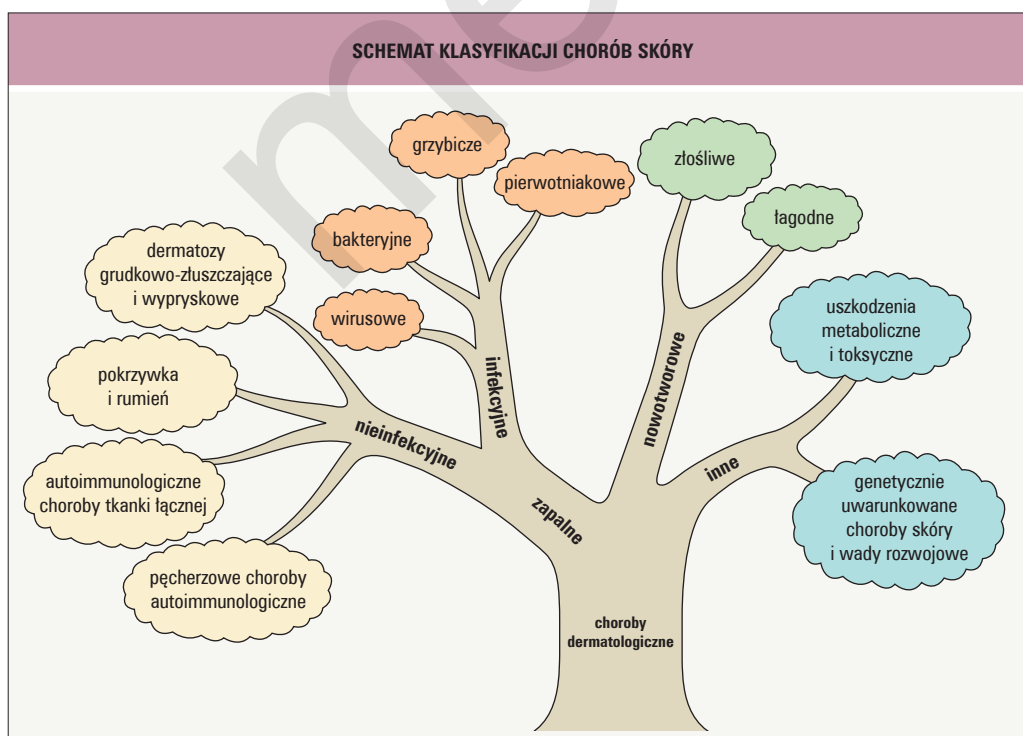 SCHEMAT KLASYFIKACJI CHORÓB SKÓRY
grzybicze
pierwotniakowe
bakteryjne
wirusowe
infekcyjne
dermatozy
grudkowo-złuszczające
i wypryskowe
pokrzywka
i rumień
autoimmunologiczne
choroby tkanki łącznej
pęcherzowe choroby
autoimmunologiczne
nieinfekcyjne
zapalne
złośliwe
łagodne
nowotworowe
uszkodzenia
metaboliczne
i toksyczne
genetycznie
uwarunkowane
choroby skóry
i wady rozwojowe
inne
choroby
dermatologiczne